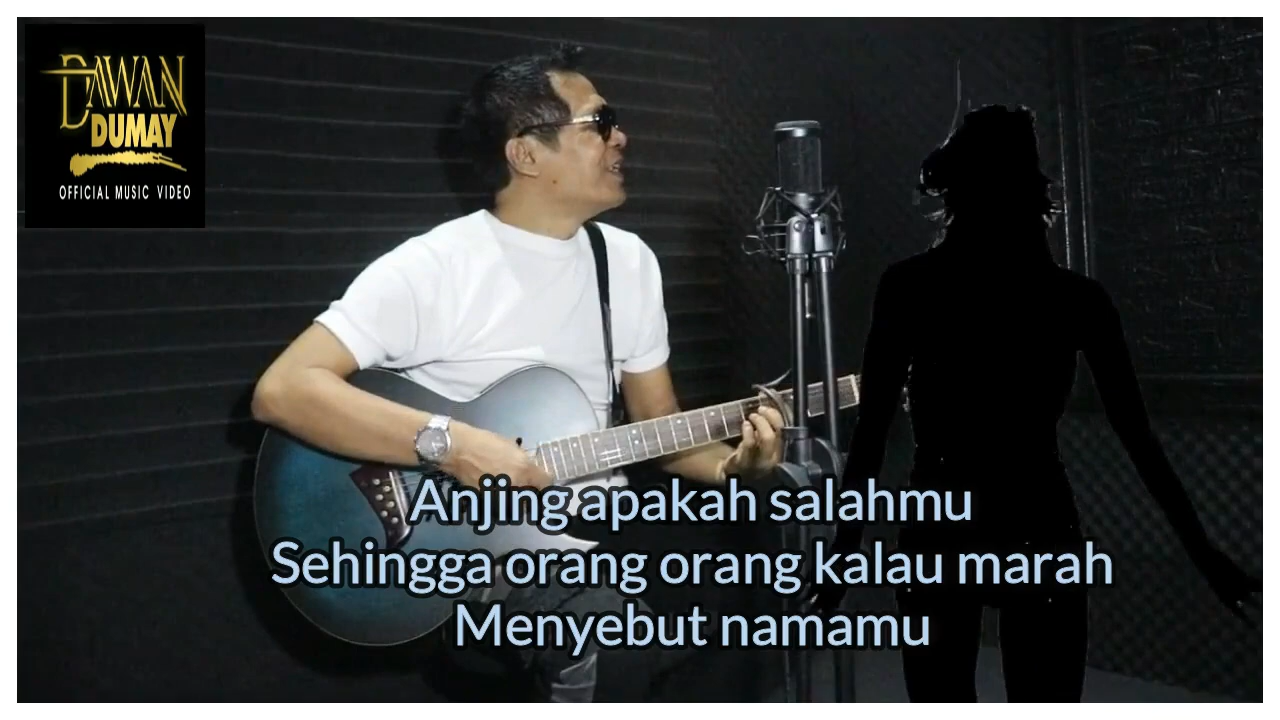 DAWAN
DUMAY
OFFICIAL MUSIC VIDEO
Anjing apakah salahmu
Sehingga orang orang kalau marah
Menyebut namamu